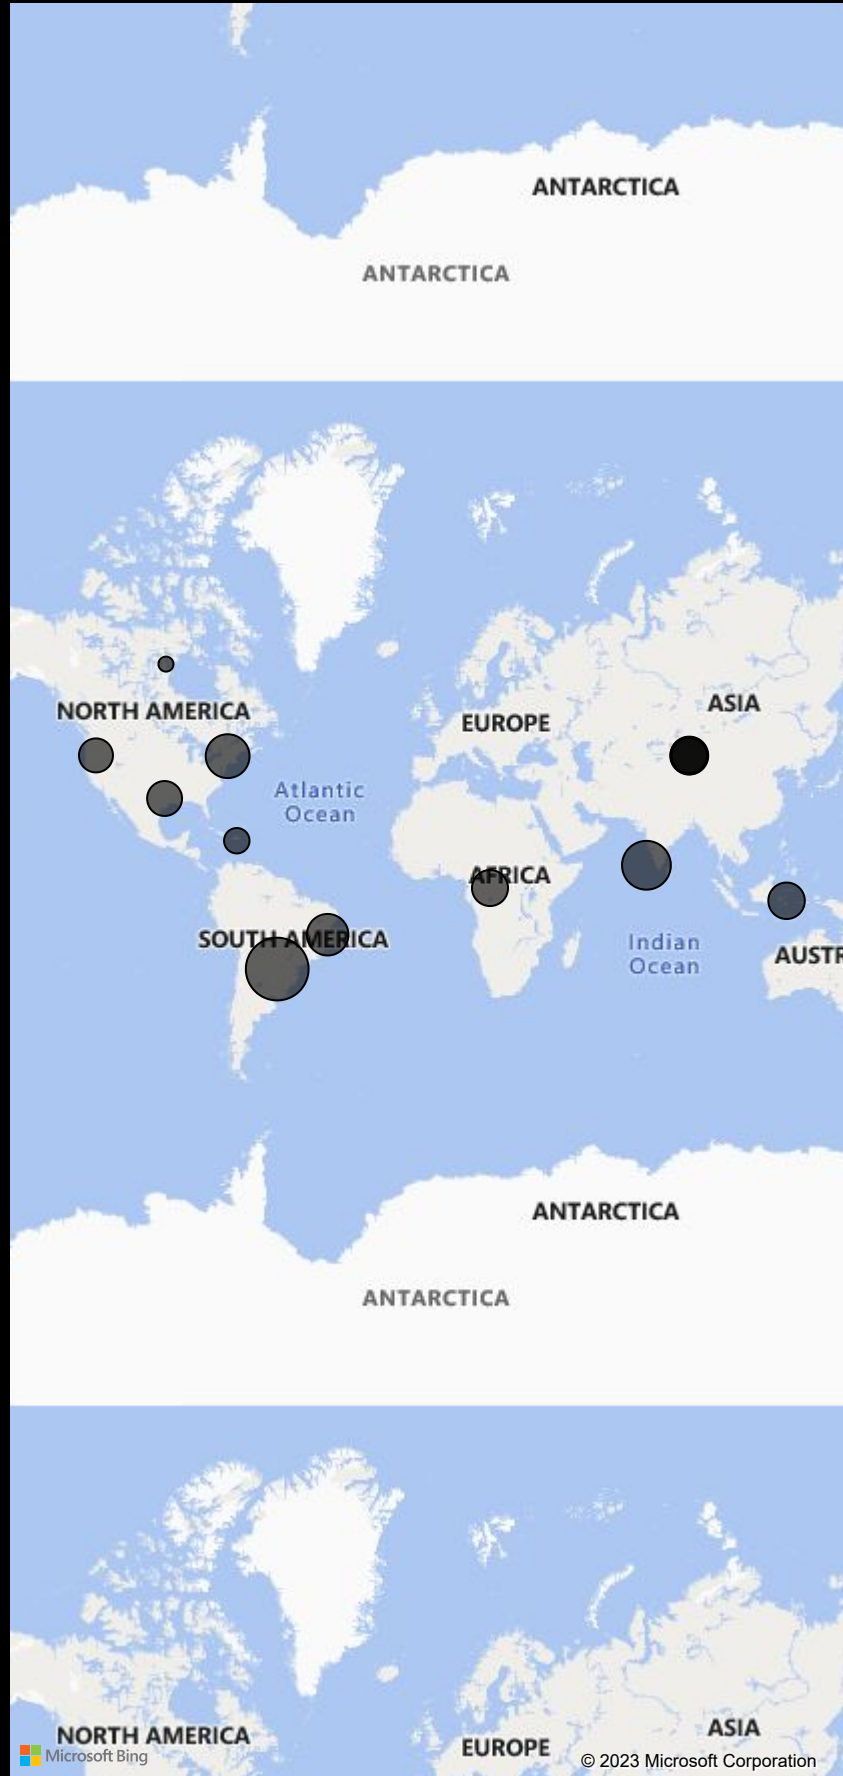 ANTARCTICA
ANTARCTICA
NORTH AMERICA
ASIA
EUROPE
Atlantic
Ocean
AFRICA
SOUTH AMERICA
Indian
Ocean
AUSTR
ANTARCTICA
ANTARCTICA
NORTH AMERICA
ASIA
EUROPE
Microsoft Bing
© 2023 Microsoft Corporation